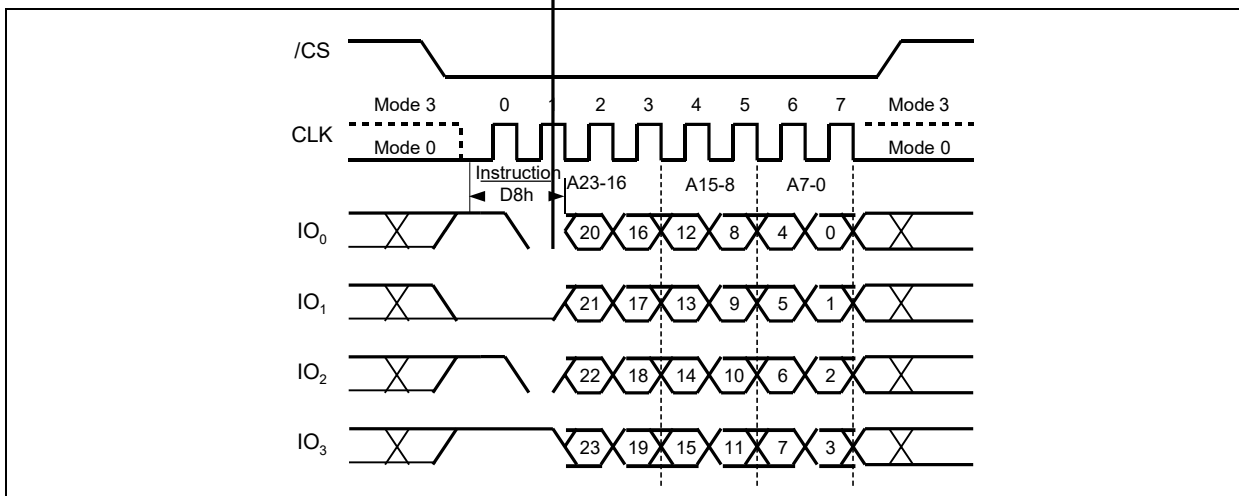 /CS
Mode 3 0 1 2 3 4 5 6 7 Mode 3
CLK
Mode 0 Mode 0
Instruction A23-16 A15-8 A7-0
D8h
IO0 20 16 12 8 4 0
IO1 21 17 13 9 5 1
IO2 22 18 14 10 6 2
IO3 23 19 15 11 7 3